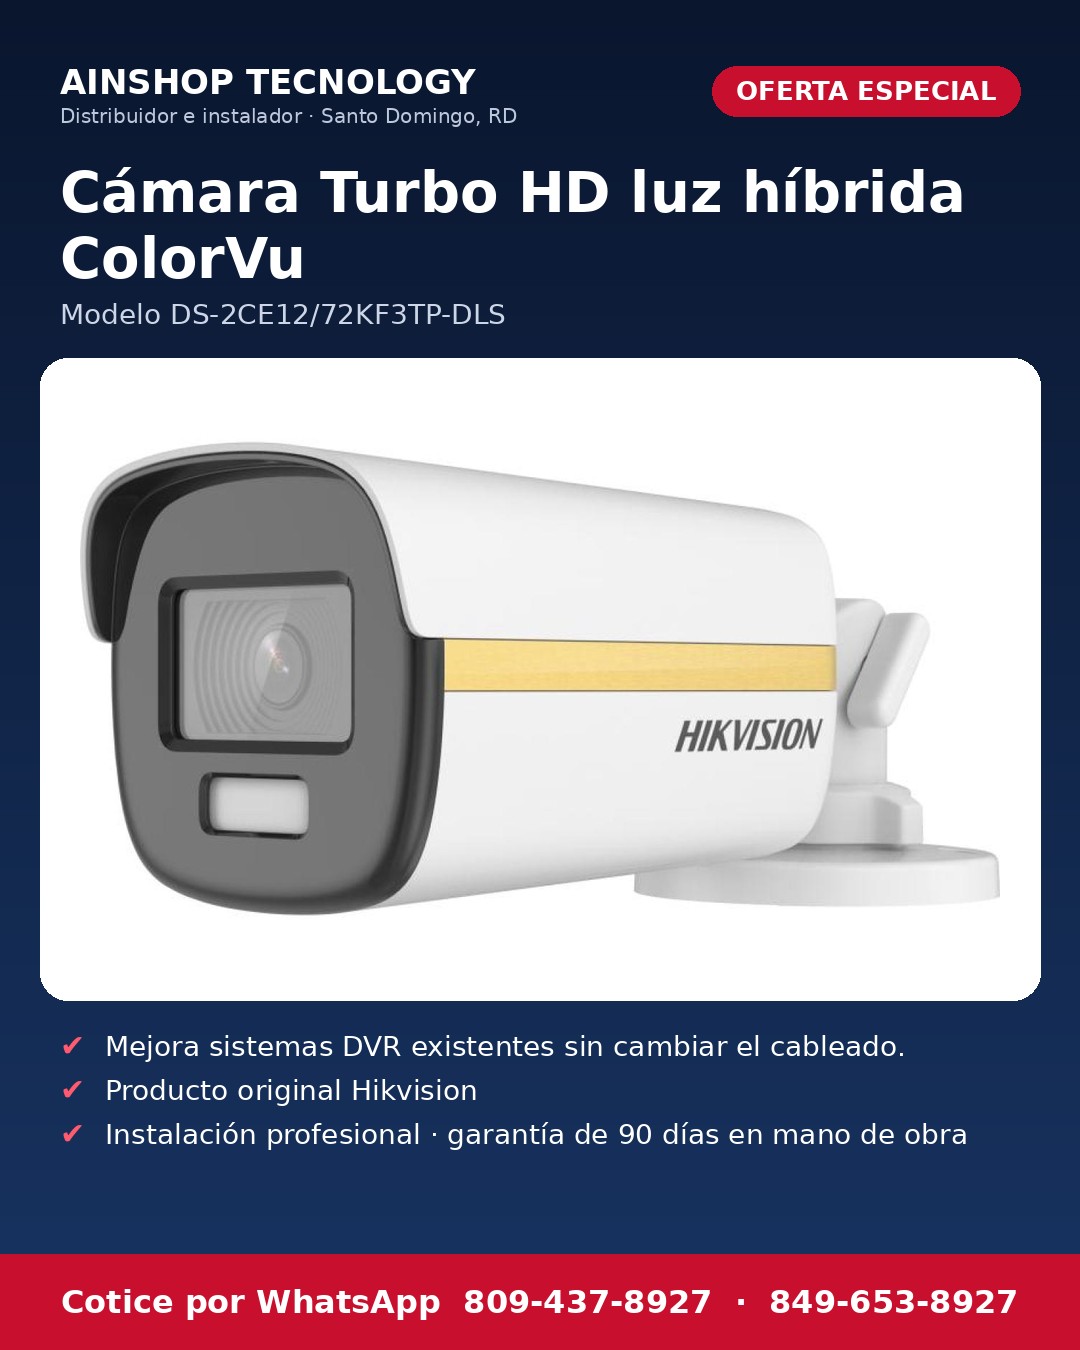 AINSHOP TECNOLOGY
OFERTA ESPECIAL
Distribuidor e instalador · Santo Domingo, RD
Cámara Turbo HD luz híbrida
ColorVu
Modelo DS-2CE12/72KF3TP-DLS
HIKVISION
✔ Mejora sistemas DVR existentes sin cambiar el cableado.
✔ Producto original Hikvision
✔ Instalación profesional · garantía de 90 días en mano de obra
Cotice por WhatsApp 809-437-8927 · 849-653-8927